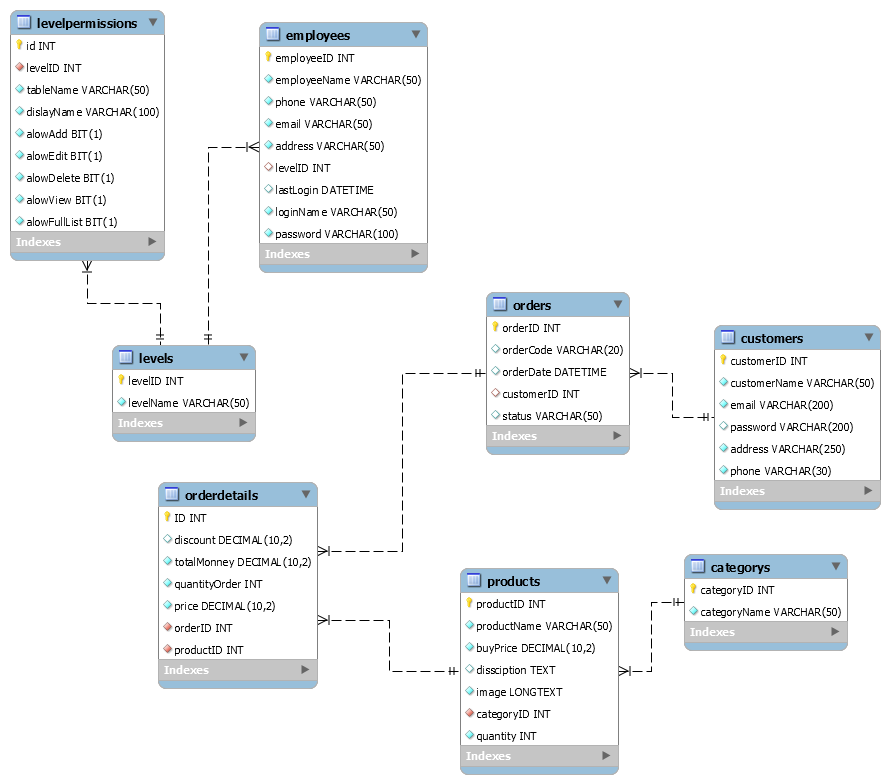 levelpermissions
id INT
levelID INT
tableName VARCHAR(50)
dislayName VARCHAR(100)
alowAdd BIT(1)
alowEdit BIT(1)
alowDelete BIT(1)
alowView BIT(1)
alowFullList BIT(1)
Indexes
employees
employeeID INT
employeeName VARCHAR(50)
phone VARCHAR(50)
email VARCHAR(50)
address VARCHAR(50)
levelID INT
lastLogin DATETIME
loginName VARCHAR(50)
password VARCHAR(100)
Indexes
levels
levelID INT
levelName VARCHAR(50)
Indexes
orders
orderID INT
orderCode VARCHAR(20)
orderDate DATETIME
customerID INT
status VARCHAR(50)
Indexes
customers
customerID INT
customerName VARCHAR(50)
email VARCHAR(200)
password VARCHAR(200)
address VARCHAR(250)
phone VARCHAR(30)
Indexes
orderdetails
ID INT
discount DECIMAL(10,2)
totalMonney DECIMAL(10,2)
quantityOrder INT
price DECIMAL(10,2)
orderID INT
productID INT
Indexes
products
productID INT
productName VARCHAR(50)
buyPrice DECIMAL(10,2)
dissciption TEXT
image LONGTEXT
categoryID INT
quantity INT
Indexes
categorys
categoryID INT
categoryName VARCHAR(50)
Indexes